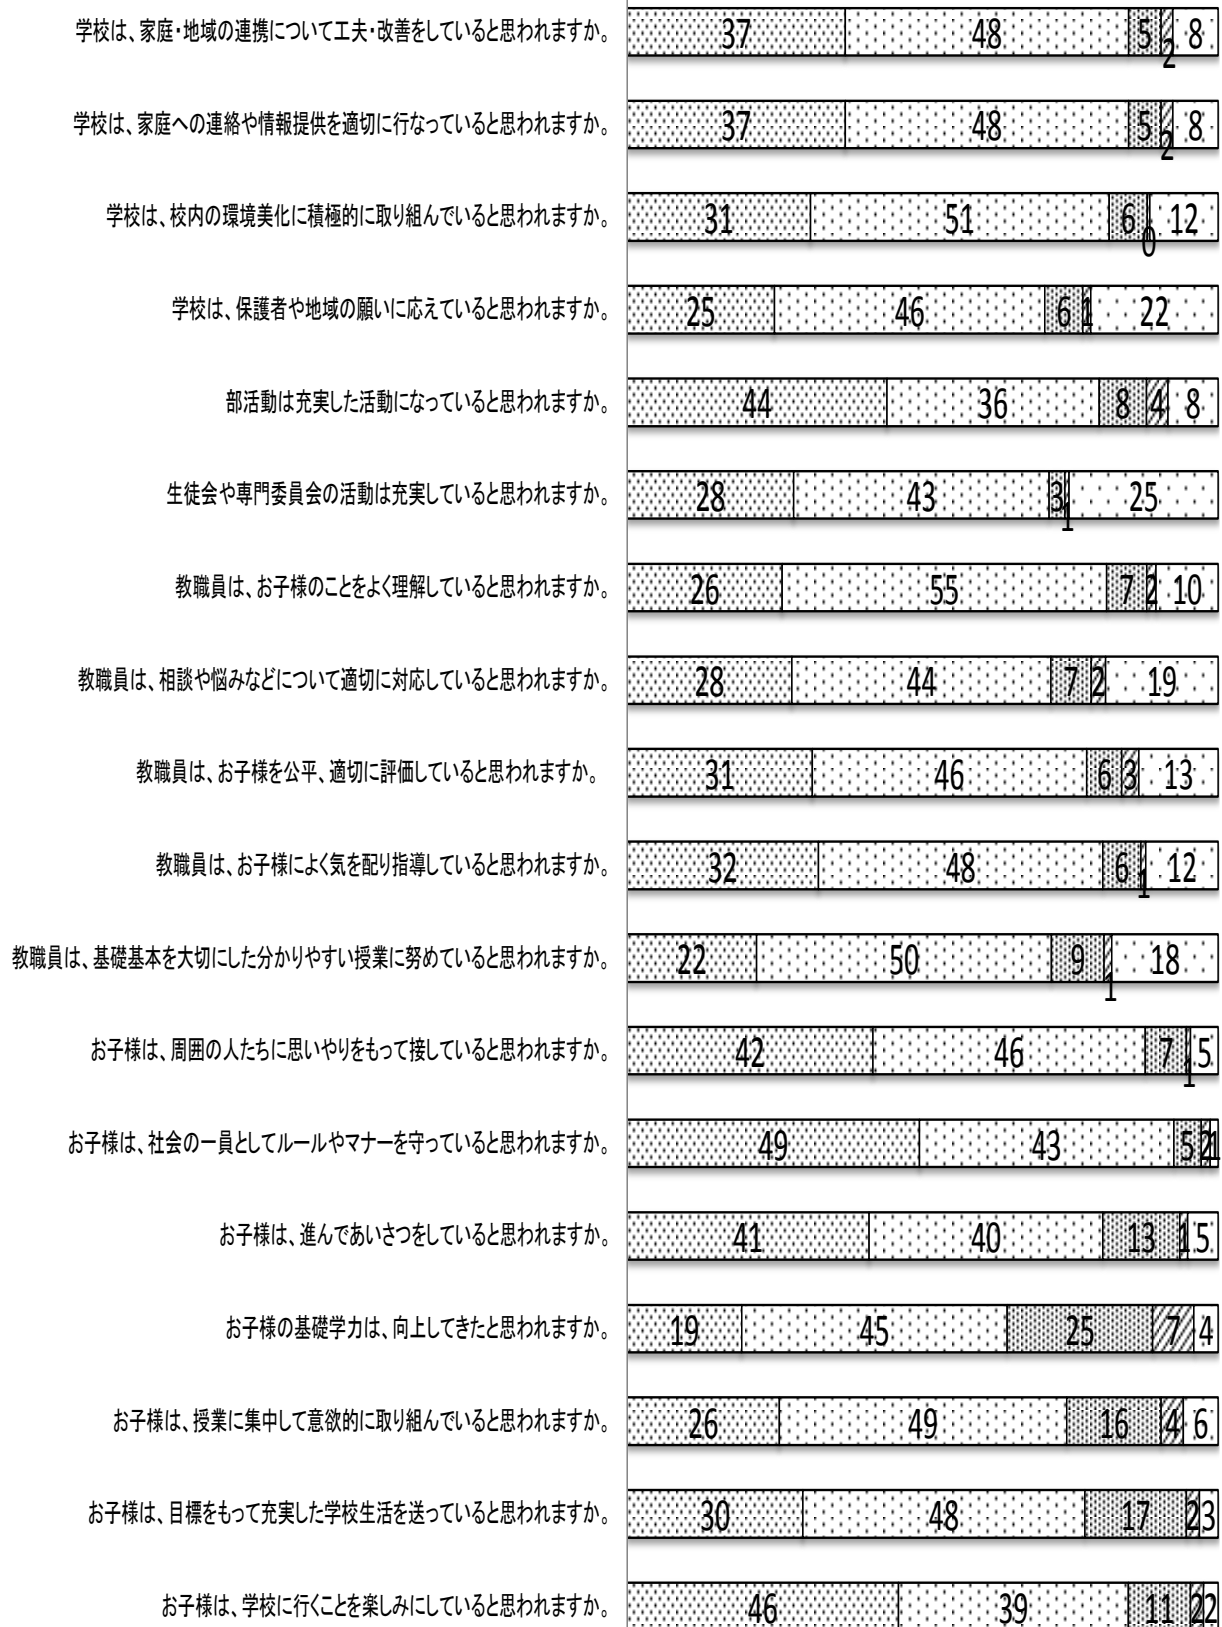 学校は、家庭・地域の連携について工夫・改善をしていると思われますか。 37 48 5 2 8
学校は、家庭への連絡や情報提供を適切に行なっていると思われますか。 37 48 5 2 8
学校は、校内の環境美化に積極的に取り組んでいると思われますか。 31 51 6 0 12
学校は、保護者や地域の願いに応えていると思われますか。 25 46 6 1 22
部活動は充実した活動になっていると思われますか。 44 36 8 4 8
生徒会や専門委員会の活動は充実していると思われますか。 28 43 3 1 25
教職員は、お子様のことをよく理解していると思われますか。 26 55 7 2 10
教職員は、相談や悩みなどについて適切に対応していると思われますか。 28 44 7 2 19
教職員は、お子様を公平、適切に評価していると思われますか。 31 46 6 3 13
教職員は、お子様によく気を配り指導していると思われますか。 32 48 6 1 12
教職員は、基礎基本を大切にした分かりやすい授業に努めていると思われますか。 22 50 9 1 18
お子様は、周囲の人たちに思いやりをもって接していると思われますか。 42 46 7 1 5
お子様は、社会の一員としてルールやマナーを守っていると思われますか。 49 43 5 2 1
お子様は、進んであいさつをしていると思われますか。 41 40 13 1 5
お子様の基礎学力は、向上してきたと思われますか。 19 45 25 7 4
お子様は、授業に集中して意欲的に取り組んでいると思われますか。 26 49 16 4 6
お子様は、目標をもって充実した学校生活を送っていると思われますか。 30 48 17 2 3
お子様は、学校に行くことを楽しみにしていると思われますか。 46 39 11 2 2